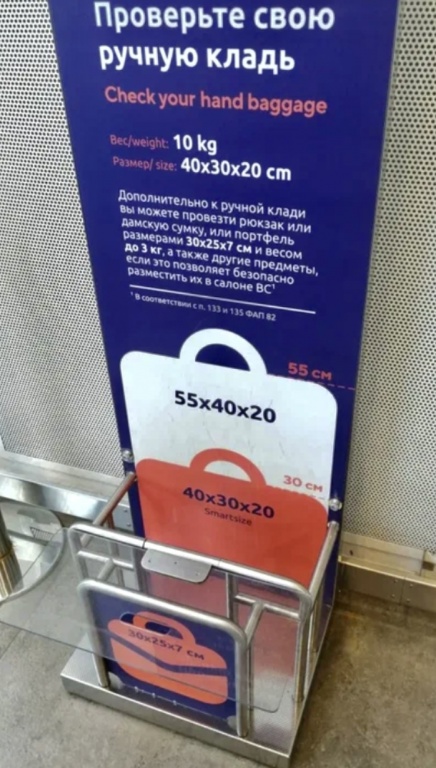 Проверьте свою
ручную кладь
Check your hand baggage
Вес/weight: 10 kg
Размер/ size: 40x30x20 cm
Дополнительно к ручной клади
вы можете провезти рюкзак или
дамскую сумку, или портфель
размерами 30x25x7 см и весом
до 3 кг, а также другие предметы,
если это позволяет безопасно
разместить их в салоне ВС¹
¹ В соответствии с п. 133 и 135 ФАП 82
55 см
55x40x20
30 см
40x30x20
Smartsize
30x25x7 см